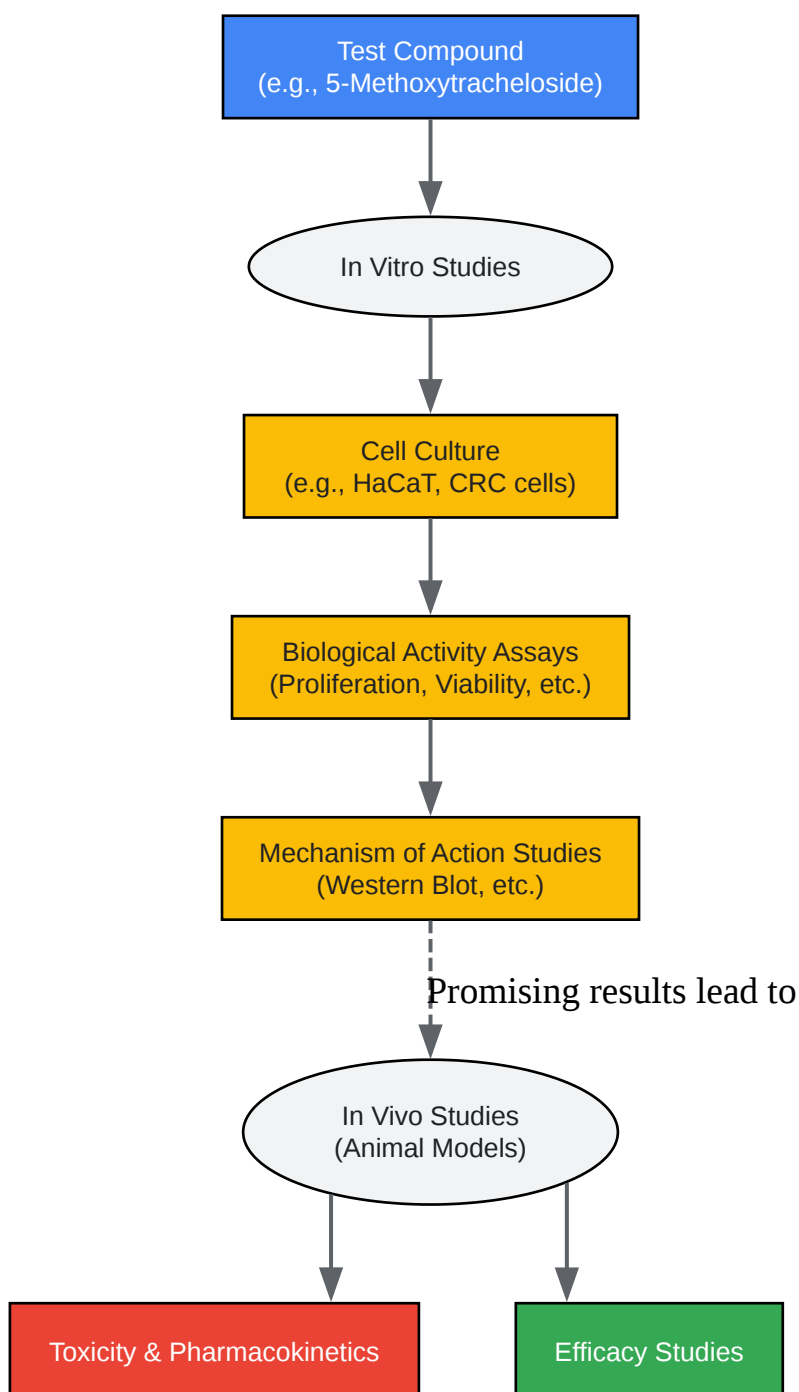 Test Compound
(e.g., 5-Methoxytracheloside)
In Vitro Studies
Cell Culture
(e.g., HaCaT, CRC cells)
Biological Activity Assays
(Proliferation, Viability, etc.)
Mechanism of Action Studies
(Western Blot, etc.)
Promising results lead to
In Vivo Studies
(Animal Models)
Toxicity & Pharmacokinetics
Efficacy Studies